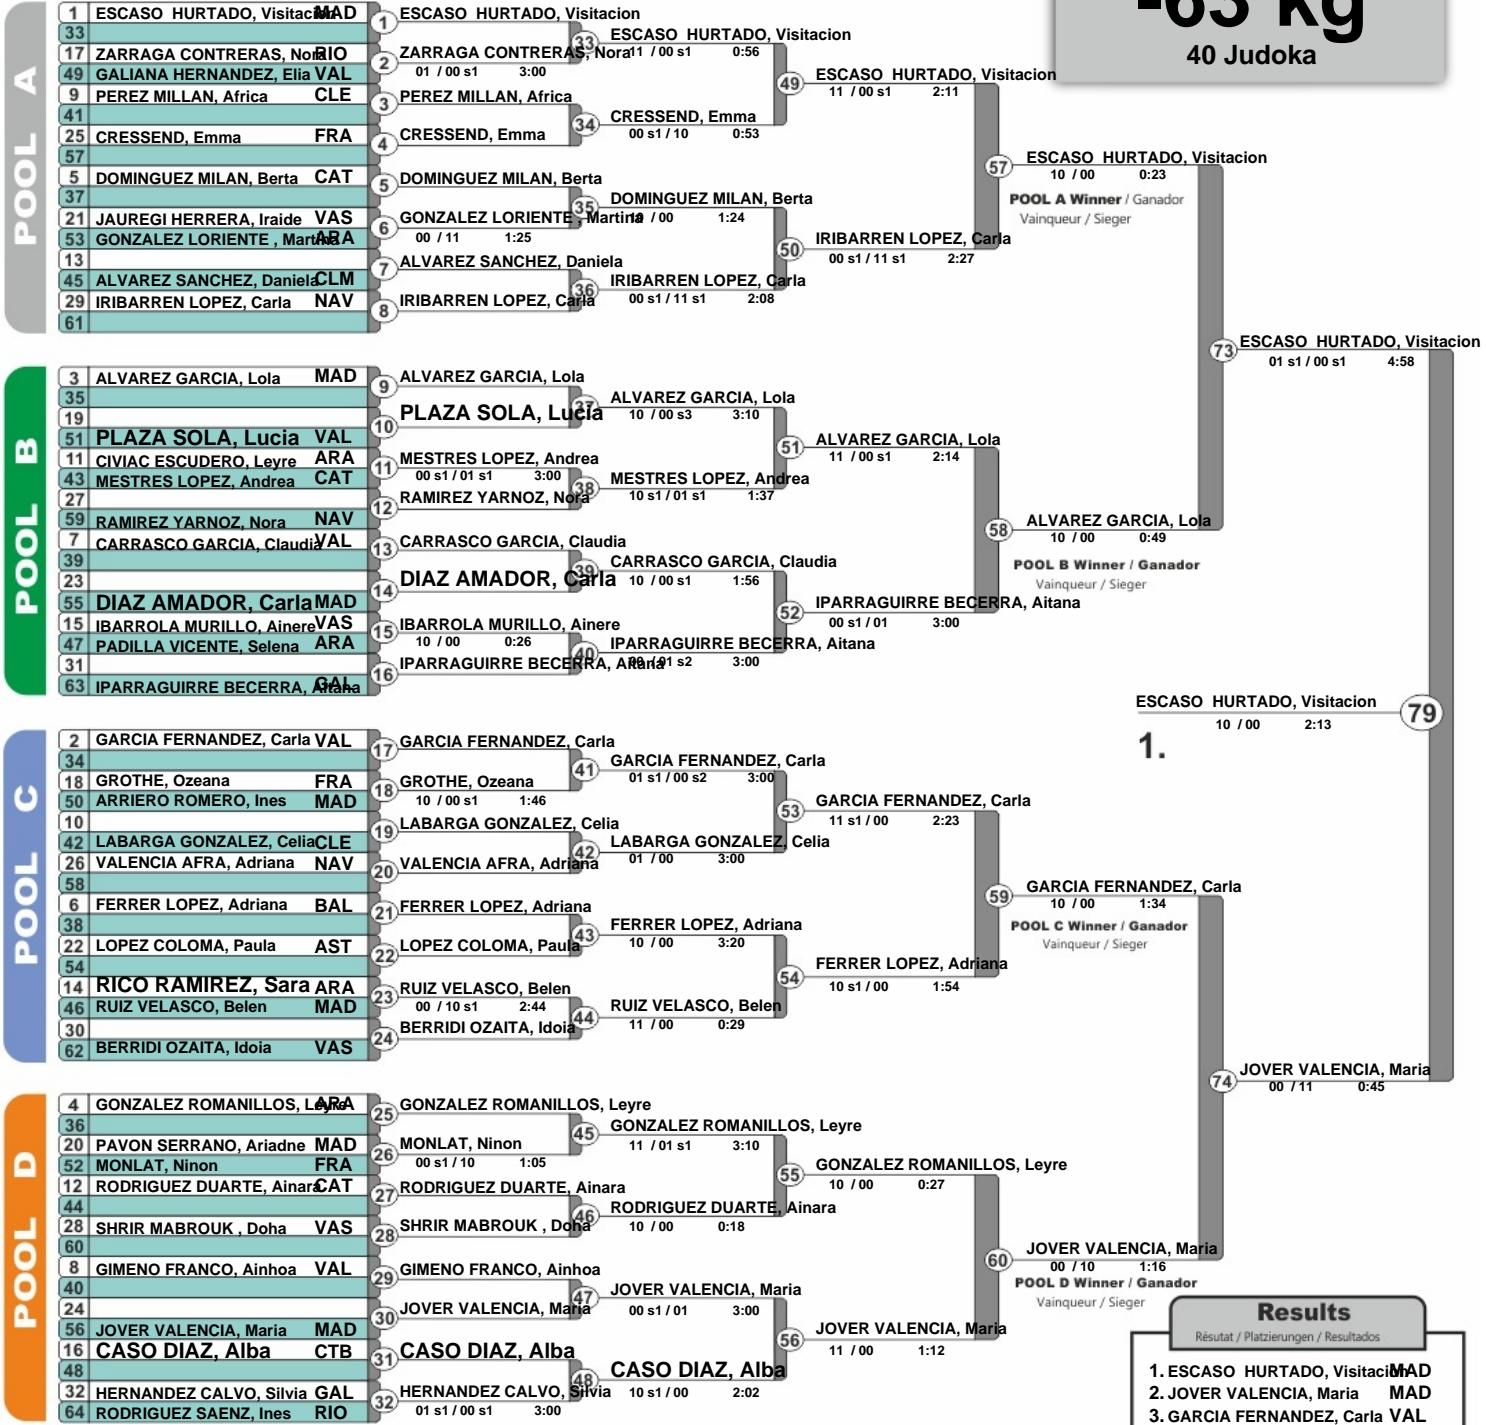 -63 kg
40 Judoka
POOL A
1 ESCASO HURTADO, Visitacion MAD
33
17 ZARRAGA CONTRERAS, Nora RIO
49 GALIANA HERNANDEZ, Elia VAL
9 PEREZ MILLAN, Africa CLE
41
25 CRESSEND, Emma FRA
57
5 DOMINGUEZ MILAN, Berta CAT
37
21 JAUREGI HERRERA, Iraide VAS
53 GONZALEZ LORIENTE , Martina ARA
13
45 ALVAREZ SANCHEZ, Daniela CLM
29 IRIBARREN LOPEZ, Carla NAV
61
1 ESCASO HURTADO, Visitacion
2 ZARRAGA CONTRERAS, Nora
01 / 00 s1 3:00
3 PEREZ MILLAN, Africa
4 CRESSEND, Emma
5 DOMINGUEZ MILAN, Berta
6 GONZALEZ LORIENTE , Martina
00 / 11 1:25
7 ALVAREZ SANCHEZ, Daniela
8 IRIBARREN LOPEZ, Carla
33 ESCASO HURTADO, Visitacion
11 / 00 s1 0:56
34 CRESSEND, Emma
00 s1 / 10 0:53
35 DOMINGUEZ MILAN, Berta
10 / 00 1:24
36 IRIBARREN LOPEZ, Carla
00 s1 / 11 s1 2:08
49 ESCASO HURTADO, Visitacion
11 / 00 s1 2:11
50 IRIBARREN LOPEZ, Carla
00 s1 / 11 s1 2:27
57 ESCASO HURTADO, Visitacion
10 / 00 0:23
POOL A Winner / Ganador
Vainqueur / Sieger
POOL B
3 ALVAREZ GARCIA, Lola MAD
35
19
51 PLAZA SOLA, Lucia VAL
11 CIVIAC ESCUDERO, Leyre ARA
43 MESTRES LOPEZ, Andrea CAT
27
59 RAMIREZ YARNOZ, Nora NAV
7 CARRASCO GARCIA, Claudia VAL
39
23
55 DIAZ AMADOR, Carla MAD
15 IBARROLA MURILLO, Ainere VAS
47 PADILLA VICENTE, Selena ARA
31
63 IPARRAGUIRRE BECERRA, Aitana GAL
9 ALVAREZ GARCIA, Lola
10 PLAZA SOLA, Lucia
11 MESTRES LOPEZ, Andrea
00 s1 / 01 s1 3:00
12 RAMIREZ YARNOZ, Nora
13 CARRASCO GARCIA, Claudia
14 DIAZ AMADOR, Carla
15 IBARROLA MURILLO, Ainere
10 / 00 0:26
16 IPARRAGUIRRE BECERRA, Aitana
37 ALVAREZ GARCIA, Lola
10 / 00 s3 3:10
38 MESTRES LOPEZ, Andrea
10 s1 / 01 s1 1:37
39 CARRASCO GARCIA, Claudia
10 / 00 s1 1:56
40 IPARRAGUIRRE BECERRA, Aitana
/ 01 s2 3:00
51 ALVAREZ GARCIA, Lola
11 / 00 s1 2:14
52 IPARRAGUIRRE BECERRA, Aitana
00 s1 / 01 3:00
58 ALVAREZ GARCIA, Lola
10 / 00 0:49
POOL B Winner / Ganador
Vainqueur / Sieger
73 ESCASO HURTADO, Visitacion
01 s1 / 00 s1 4:58
ESCASO HURTADO, Visitacion 79
10 / 00 2:13
1.
POOL C
2 GARCIA FERNANDEZ, Carla VAL
34
18 GROTHE, Ozeana FRA
50 ARRIERO ROMERO, Ines MAD
10
42 LABARGA GONZALEZ, Celia CLE
26 VALENCIA AFRA, Adriana NAV
58
6 FERRER LOPEZ, Adriana BAL
38
22 LOPEZ COLOMA, Paula AST
54
14 RICO RAMIREZ, Sara ARA
46 RUIZ VELASCO, Belen MAD
30
62 BERRIDI OZAITA, Idoia VAS
17 GARCIA FERNANDEZ, Carla
18 GROTHE, Ozeana
10 / 00 s1 1:46
19 LABARGA GONZALEZ, Celia
20 VALENCIA AFRA, Adriana
21 FERRER LOPEZ, Adriana
22 LOPEZ COLOMA, Paula
23 RUIZ VELASCO, Belen
00 / 10 s1 2:44
24 BERRIDI OZAITA, Idoia
41 GARCIA FERNANDEZ, Carla
01 s1 / 00 s2 3:00
42 LABARGA GONZALEZ, Celia
01 / 00 3:00
43 FERRER LOPEZ, Adriana
10 / 00 3:20
44 RUIZ VELASCO, Belen
11 / 00 0:29
53 GARCIA FERNANDEZ, Carla
11 s1 / 00 2:23
54 FERRER LOPEZ, Adriana
10 s1 / 00 1:54
59 GARCIA FERNANDEZ, Carla
10 / 00 1:34
POOL C Winner / Ganador
Vainqueur / Sieger
POOL D
4 GONZALEZ ROMANILLOS, Leyre ARA
36
20 PAVON SERRANO, Ariadne MAD
52 MONLAT, Ninon FRA
12 RODRIGUEZ DUARTE, Ainara CAT
44
28 SHRIR MABROUK , Doha VAS
60
8 GIMENO FRANCO, Ainhoa VAL
40
24
56 JOVER VALENCIA, Maria MAD
16 CASO DIAZ, Alba CTB
48
32 HERNANDEZ CALVO, Silvia GAL
64 RODRIGUEZ SAENZ, Ines RIO
25 GONZALEZ ROMANILLOS, Leyre
26 MONLAT, Ninon
00 s1 / 10 1:05
27 RODRIGUEZ DUARTE, Ainara
28 SHRIR MABROUK , Doha
29 GIMENO FRANCO, Ainhoa
30 JOVER VALENCIA, Maria
31 CASO DIAZ, Alba
32 HERNANDEZ CALVO, Silvia
01 s1 / 00 s1 3:00
45 GONZALEZ ROMANILLOS, Leyre
11 / 01 s1 3:10
46 RODRIGUEZ DUARTE, Ainara
10 / 00 0:18
47 JOVER VALENCIA, Maria
00 s1 / 01 3:00
48 CASO DIAZ, Alba
10 s1 / 00 2:02
55 GONZALEZ ROMANILLOS, Leyre
10 / 00 0:27
56 JOVER VALENCIA, Maria
11 / 00 1:12
60 JOVER VALENCIA, Maria
00 / 10 1:16
POOL D Winner / Ganador
Vainqueur / Sieger
74 JOVER VALENCIA, Maria
00 / 11 0:45
Results
Résutat / Platzierungen / Resultados
1. ESCASO HURTADO, Visitacion MAD
2. JOVER VALENCIA, Maria MAD
3. GARCIA FERNANDEZ, Carla VAL